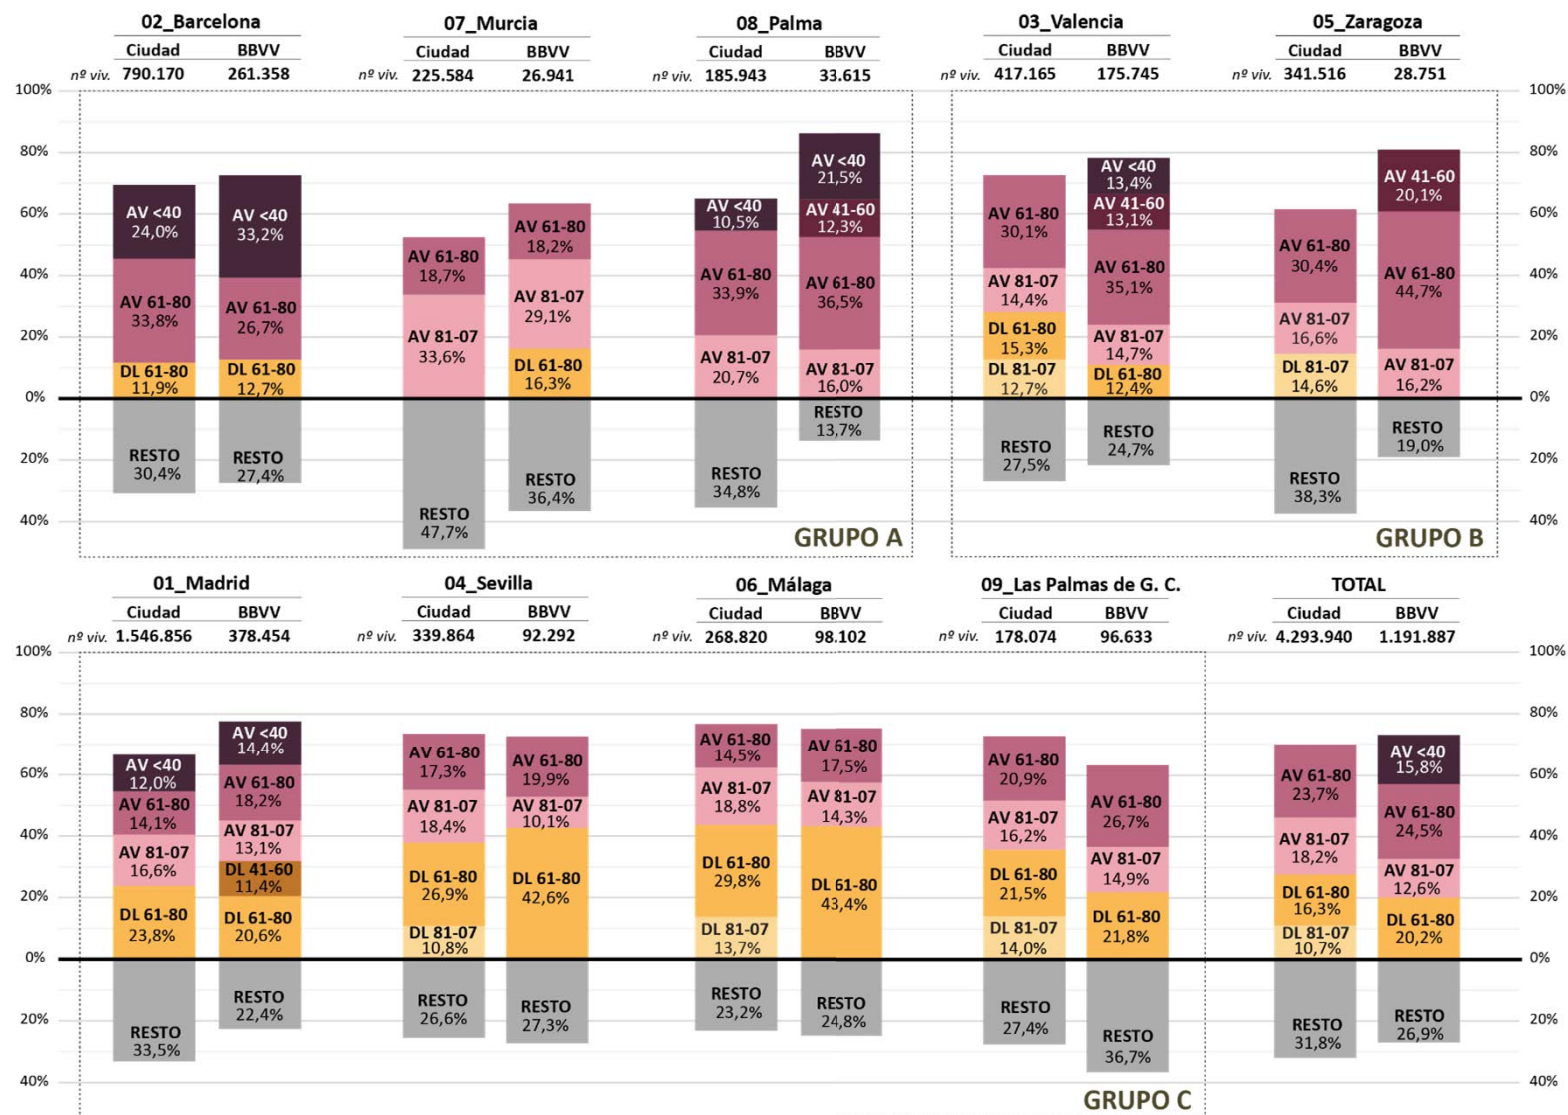 02_Barcelona
Ciudad BBVV
nº viv. 790.170 261.358
07_Murcia
Ciudad BBVV
nº viv. 225.584 26.941
08_Palma
Ciudad BBVV
nº viv. 185.943 33.615
03_Valencia
Ciudad BBVV
nº viv. 417.165 175.745
05_Zaragoza
Ciudad BBVV
nº viv. 341.516 28.751
100%
80%
60%
40%
20%
0%
20%
40%
AV <40
24,0%
AV 61-80
33,8%
DL 61-80
11,9%
RESTO
30,4%
AV <40
33,2%
AV 61-80
26,7%
DL 61-80
12,7%
RESTO
27,4%
AV 61-80
18,7%
AV 81-07
33,6%
RESTO
47,7%
AV 61-80
18,2%
AV 81-07
29,1%
DL 61-80
16,3%
RESTO
36,4%
AV <40
10,5%
AV 61-80
33,9%
AV 81-07
20,7%
RESTO
34,8%
AV <40
21,5%
AV 41-60
12,3%
AV 61-80
36,5%
AV 81-07
16,0%
RESTO
13,7%
GRUPO A
AV 61-80
30,1%
AV 81-07
14,4%
DL 61-80
15,3%
DL 81-07
12,7%
RESTO
27,5%
AV <40
13,4%
AV 41-60
13,1%
AV 61-80
35,1%
AV 81-07
14,7%
DL 61-80
12,4%
RESTO
24,7%
AV 61-80
30,4%
AV 81-07
16,6%
DL 81-07
14,6%
RESTO
38,3%
AV 41-60
20,1%
AV 61-80
44,7%
AV 81-07
16,2%
RESTO
19,0%
GRUPO B
100%
80%
60%
40%
20%
0%
20%
40%
01_Madrid
Ciudad BBVV
nº viv. 1.546.856 378.454
04_Sevilla
Ciudad BBVV
nº viv. 339.864 92.292
06_Málaga
Ciudad BBVV
nº viv. 268.820 98.102
09_Las Palmas de G. C.
Ciudad BBVV
nº viv. 178.074 96.633
TOTAL
Ciudad BBVV
nº viv. 4.293.940 1.191.887
100%
80%
60%
40%
20%
0%
20%
40%
AV <40
12,0%
AV 61-80
14,1%
AV 81-07
16,6%
DL 61-80
23,8%
RESTO
33,5%
AV <40
14,4%
AV 61-80
18,2%
AV 81-07
13,1%
DL 41-60
11,4%
DL 61-80
20,6%
RESTO
22,4%
AV 61-80
17,3%
AV 81-07
18,4%
DL 61-80
26,9%
DL 81-07
10,8%
RESTO
26,6%
AV 61-80
19,9%
AV 81-07
10,1%
DL 61-80
42,6%
RESTO
27,3%
AV 61-80
14,5%
AV 81-07
18,8%
DL 61-80
29,8%
DL 81-07
13,7%
RESTO
23,2%
AV 61-80
17,5%
AV 81-07
14,3%
DL 61-80
43,4%
RESTO
24,8%
AV 61-80
20,9%
AV 81-07
16,2%
DL 61-80
21,5%
DL 81-07
14,0%
RESTO
27,4%
AV 61-80
26,7%
AV 81-07
14,9%
DL 61-80
21,8%
RESTO
36,7%
GRUPO C
AV 61-80
23,7%
AV 81-07
18,2%
DL 61-80
16,3%
DL 81-07
10,7%
RESTO
31,8%
AV <40
15,8%
AV 61-80
24,5%
AV 81-07
12,6%
DL 61-80
20,2%
RESTO
26,9%
100%
80%
60%
40%
20%
0%
20%
40%